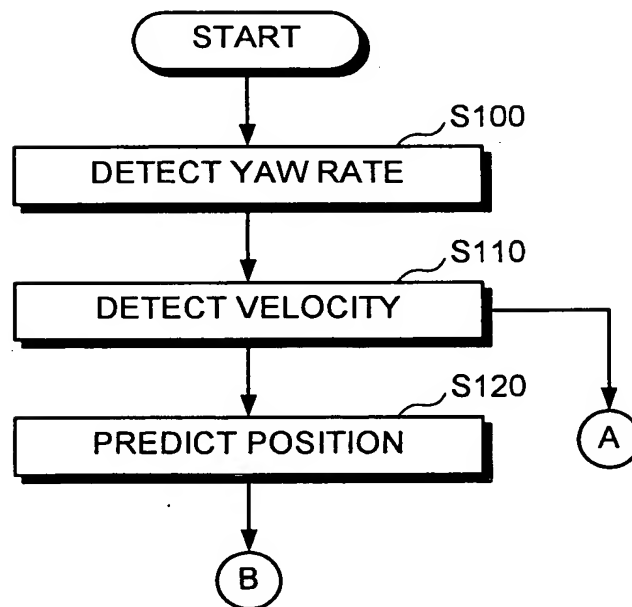 START
S100
DETECT YAW RATE
S110
DETECT VELOCITY
S120
PREDICT POSITION
A
B